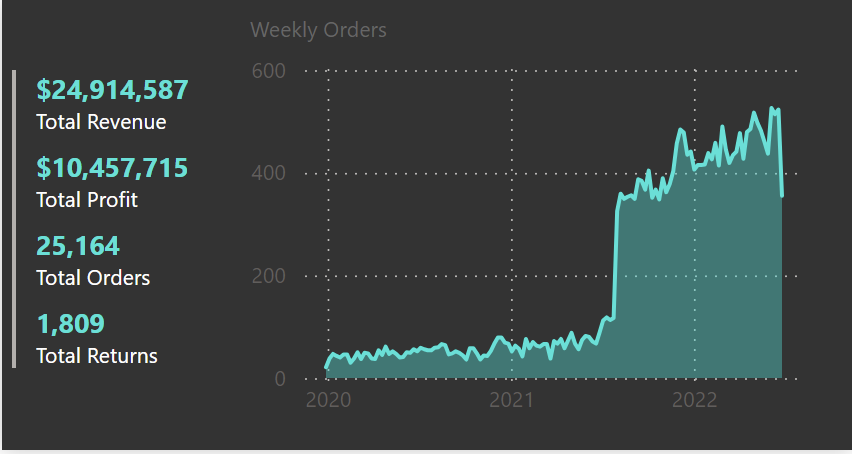 Weekly Orders
$24,914,587
Total Revenue
$10,457,715
Total Profit
25,164
Total Orders
1,809
Total Returns
600
400
200
0
2020 2021 2022